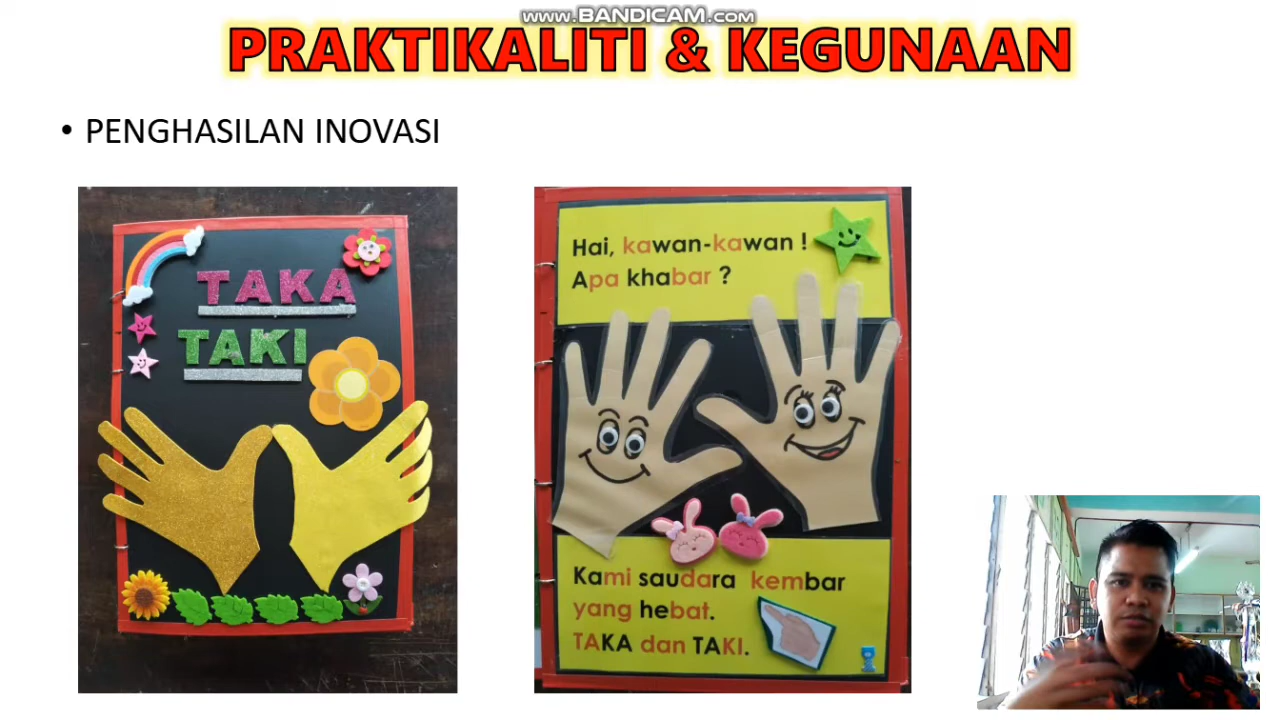 www.BANDICAM.com
PRAKTIKALITI & KEGUNAAN
• PENGHASILAN INOVASI
TAKA
TAKI
Hai, kawan-kawan !
Apa khabar ?
Kami saudara kembar
yang hebat.
TAKA dan TAKI.